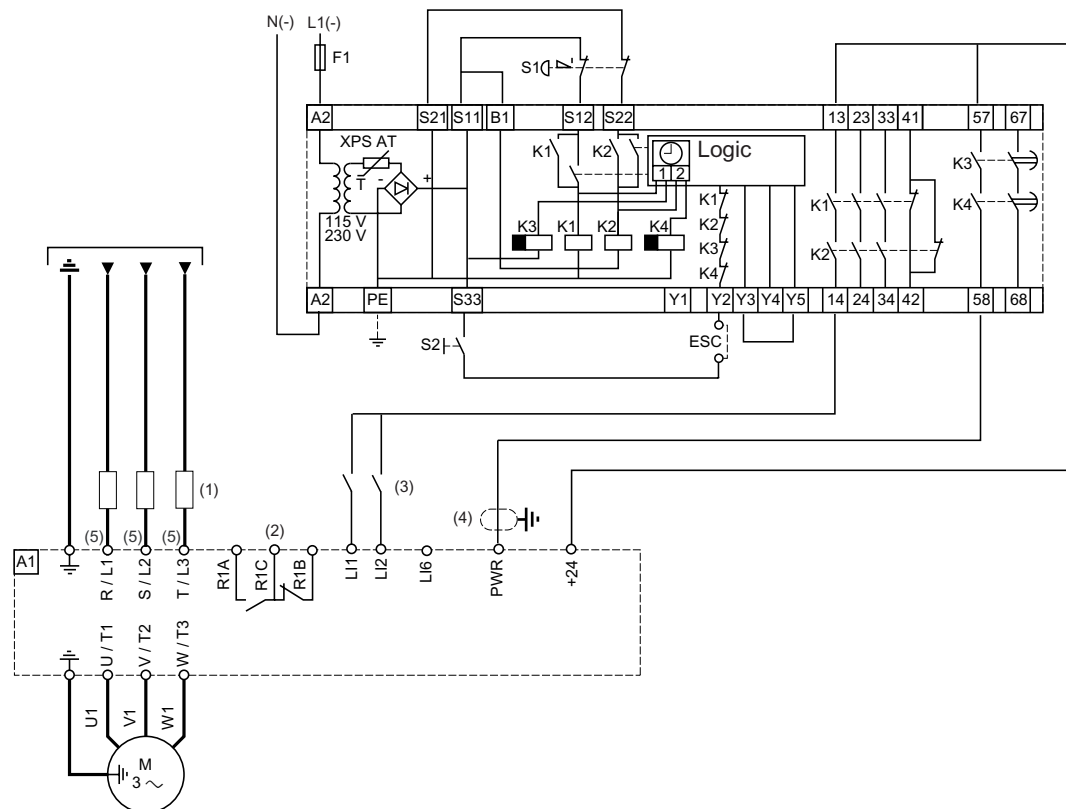 N(-) L1(-)
F1
S1
A2 S21 S11 B1 S12 S22 13 23 33 41 57 67
XPS AT
T
-
+
115 V
230 V
K1 K2
Logic
1 2
K3 K1 K2 K4
K1
K2
K3
K4
K1
K2
K3
K4
A2 PE S33 Y1 Y2 Y3 Y4 Y5 14 24 34 42 58 68
S2
ESC
(1)
(3)
(4)
(5) (5) (5) (2)
A1
R / L1 S / L2 T / L3 R1A R1C R1B LI1 LI2 LI6 PWR +24
U / T1 V / T2 W / T3
U1 V1 W1
M
3 ~